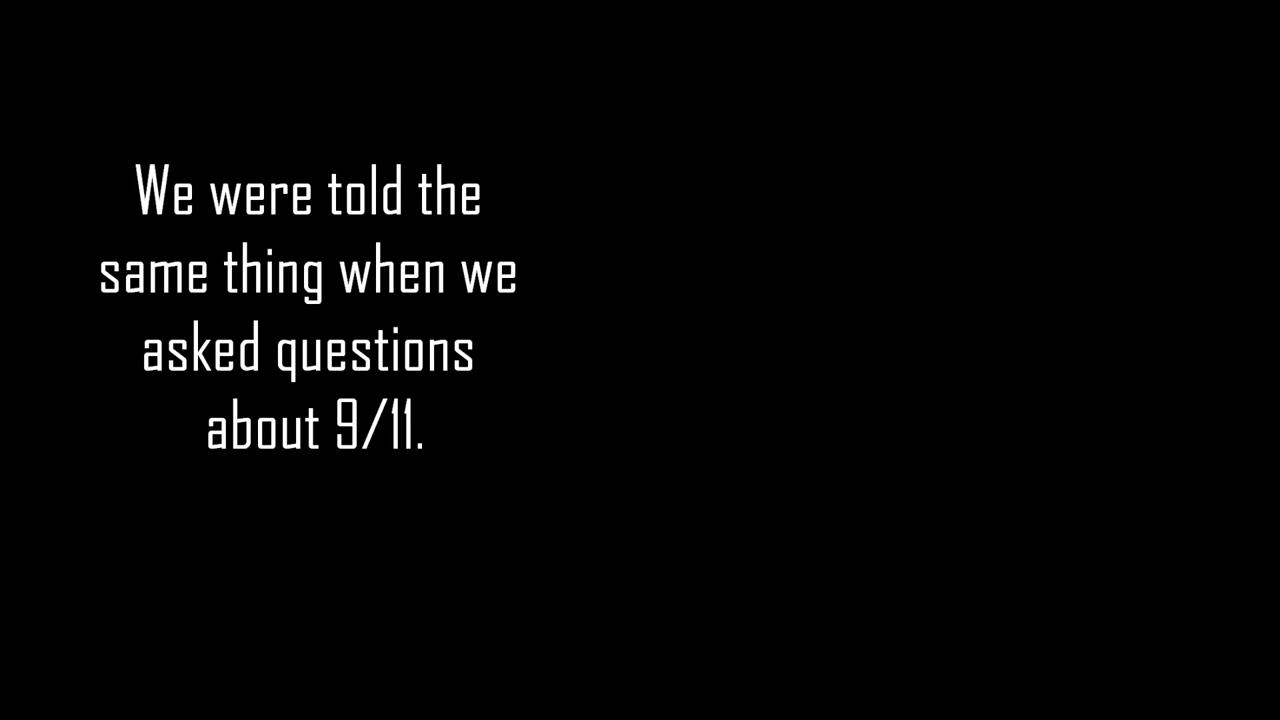 We were told the
same thing when we
asked questions
about 9/11.